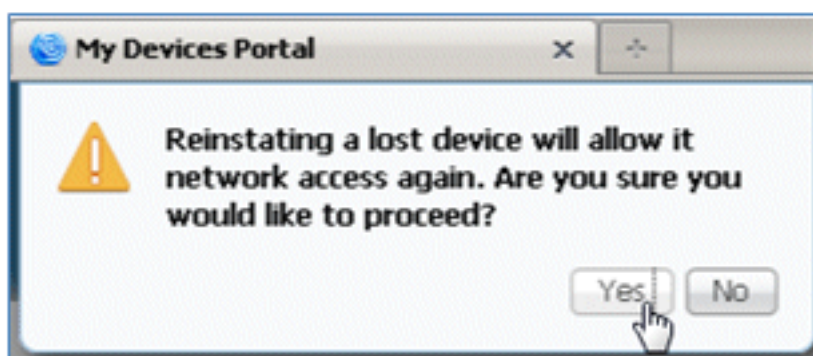 My Devices Portal
Reinstating a lost device will allow it
network access again. Are you sure you
would like to proceed?
Yes No